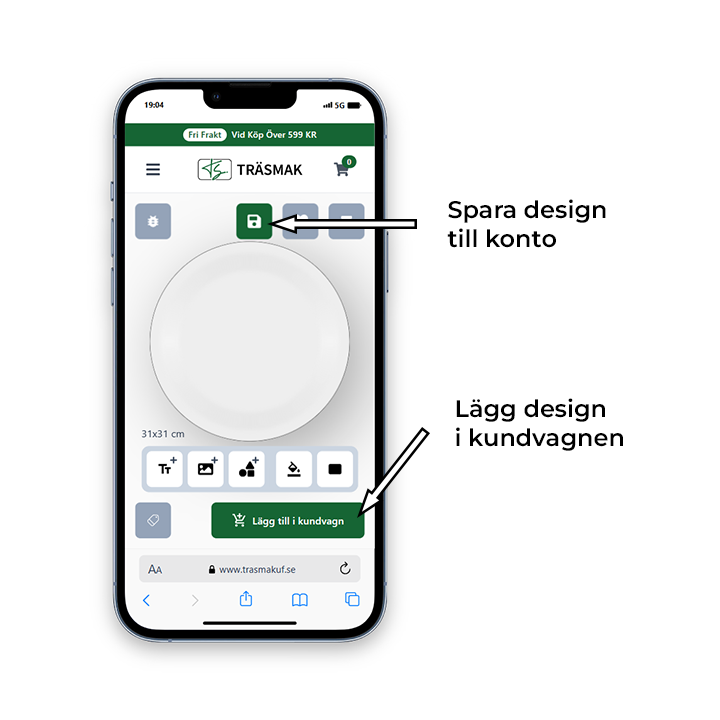 19:04
5G
Fri Frakt Vid Köp Över 599 KR
TS TRÄSMAK
0
Spara design
till konto
Lägg design
i kundvagnen
31x31 cm
TT
Lägg till i kundvagn
AA www.trasmakuf.se